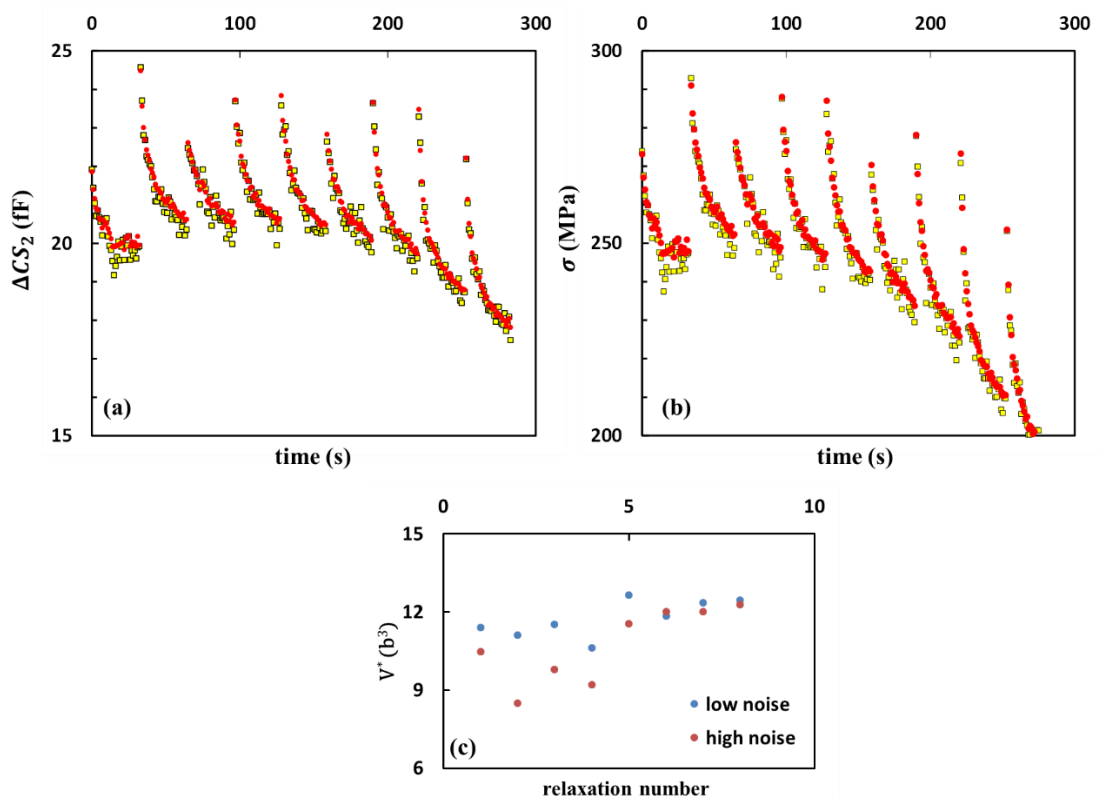 0 100 200 300
25
20
15
ΔCS₂ (fF)
(a)
time (s)
0 100 200 300
300
250
200
σ (MPa)
(b)
time (s)
0 5 10
15
12
9
6
V* (b³)
low noise
high noise
(c)
relaxation number